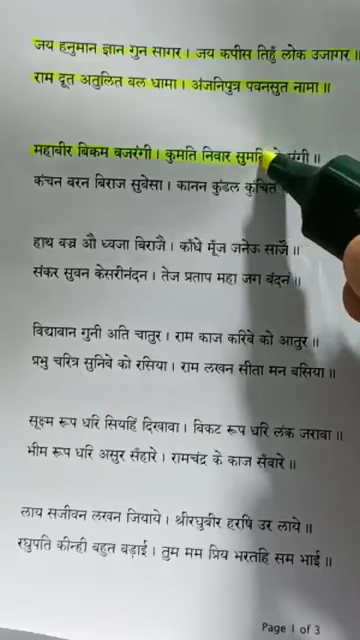 जय हनुमान ज्ञान गुन सागर। जय कपीस तिहुँ लोक उजागर॥
राम दूत अतुलित बल धामा। अंजनिपुत्र पवनसुत नामा॥
महाबीर बिक्रम बजरंगी। कुमति निवार सुमति
कंचन बरन बिराज सुबेसा। कानन कुंडल कुंचित
हाथ बज्र औ ध्वजा बिराजै। काँधे मूँज जनेऊ साजै॥
संकर सुवन केसरीनंदन। तेज प्रताप महा जग बंदन॥
विद्यावान गुनी अति चातुर। राम काज करिबे को आतुर॥
प्रभु चरित्र सुनिबे को रसिया। राम लखन सीता मन बसिया॥
सूक्ष्म रूप धरि सियहिं दिखावा। बिकट रूप धरि लंक जरावा॥
भीम रूप धरि असुर सँहारे। रामचंद्र के काज सँवारे॥
लाय सजीवन लखन जियाये। श्रीरघुबीर हरषि उर लाये॥
रघुपति कीन्ही बहुत बड़ाई। तुम मम प्रिय भरतहि सम भाई॥
Page 1 of 3